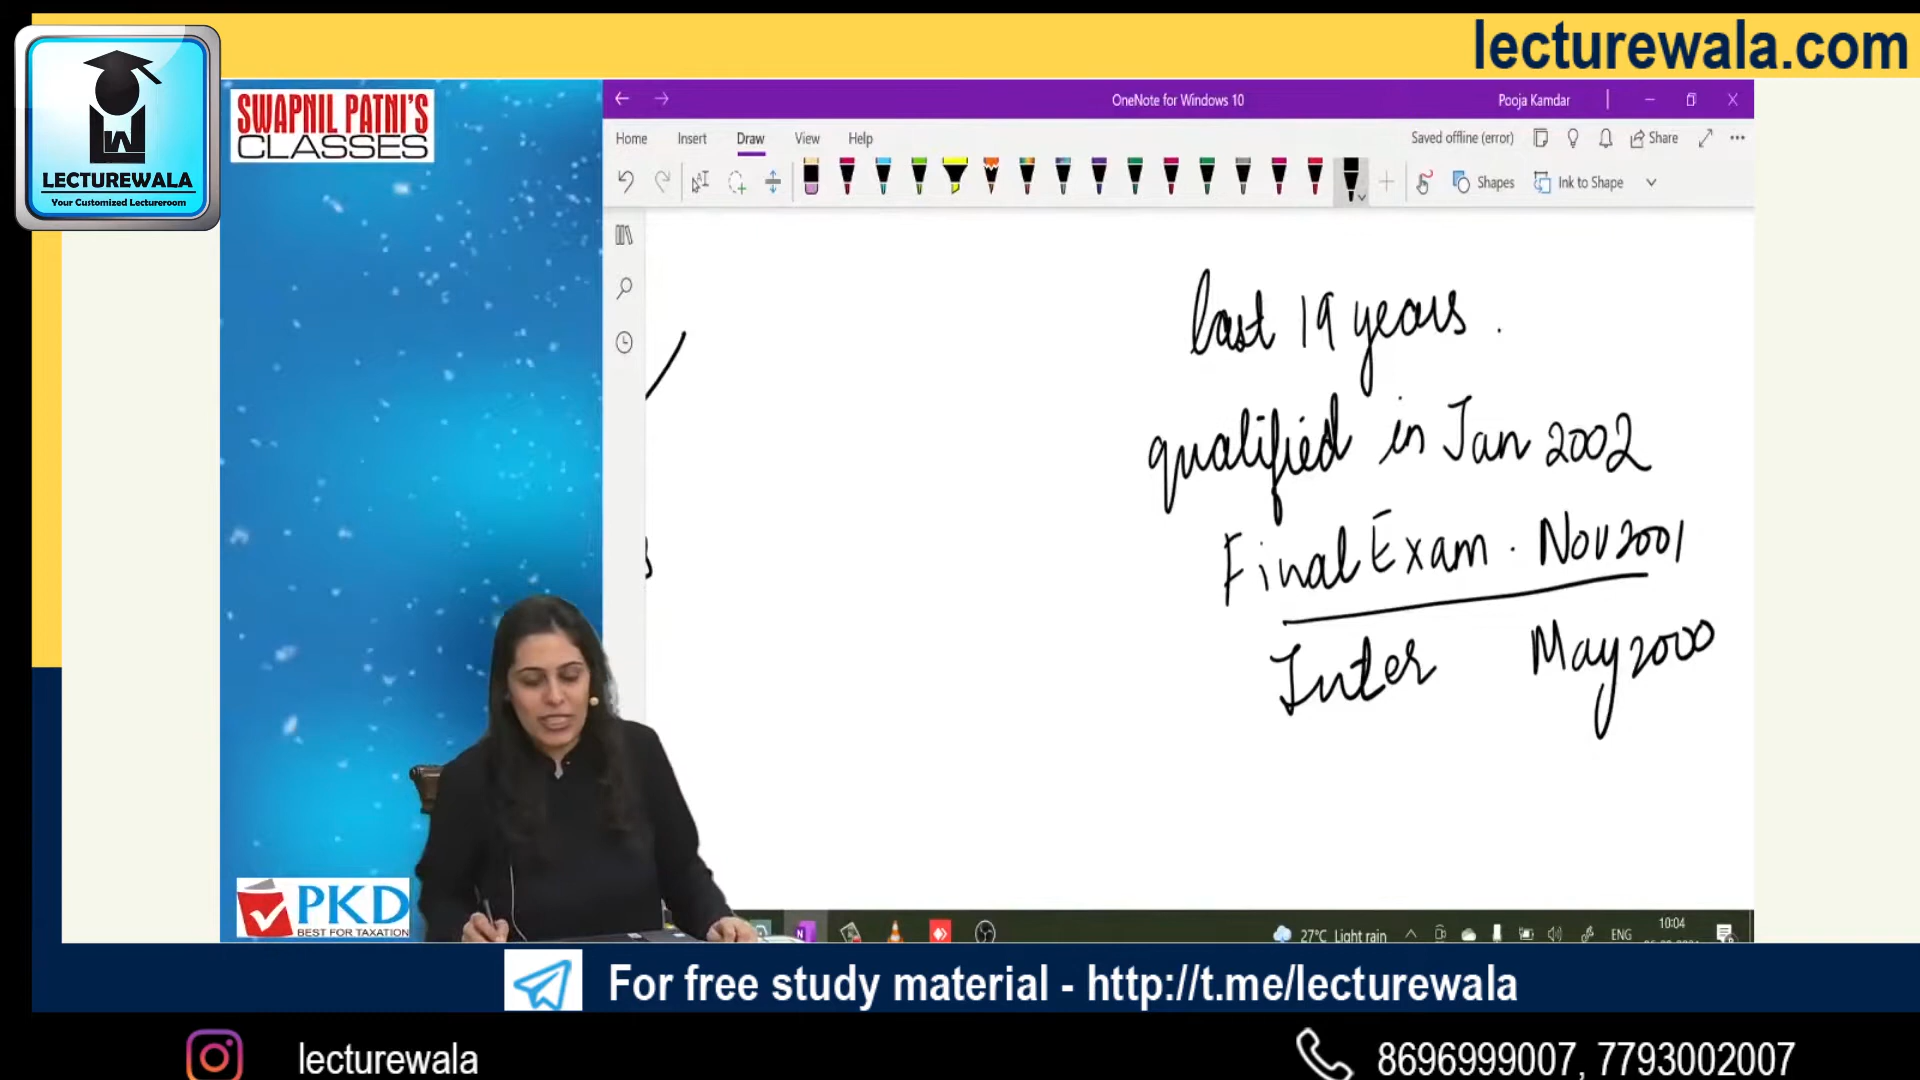 lecturewala.com
SWAPNIL PATNI'S
CLASSES
LW
LECTUREWALA
Your Customized Lectureroom
OneNote for Windows 10
Pooja Kamdar
Home Insert Draw View Help
Saved offline (error)
Share
Shapes
Ink to Shape
last 19 years.
qualified in Jan 2002
Final Exam. Nov 2001
Inter May 2000
PKD
BEST FOR TAXATION
27°C Light rain
ENG
10:04
For free study material - http://t.me/lecturewala
lecturewala
8696999007, 7793002007